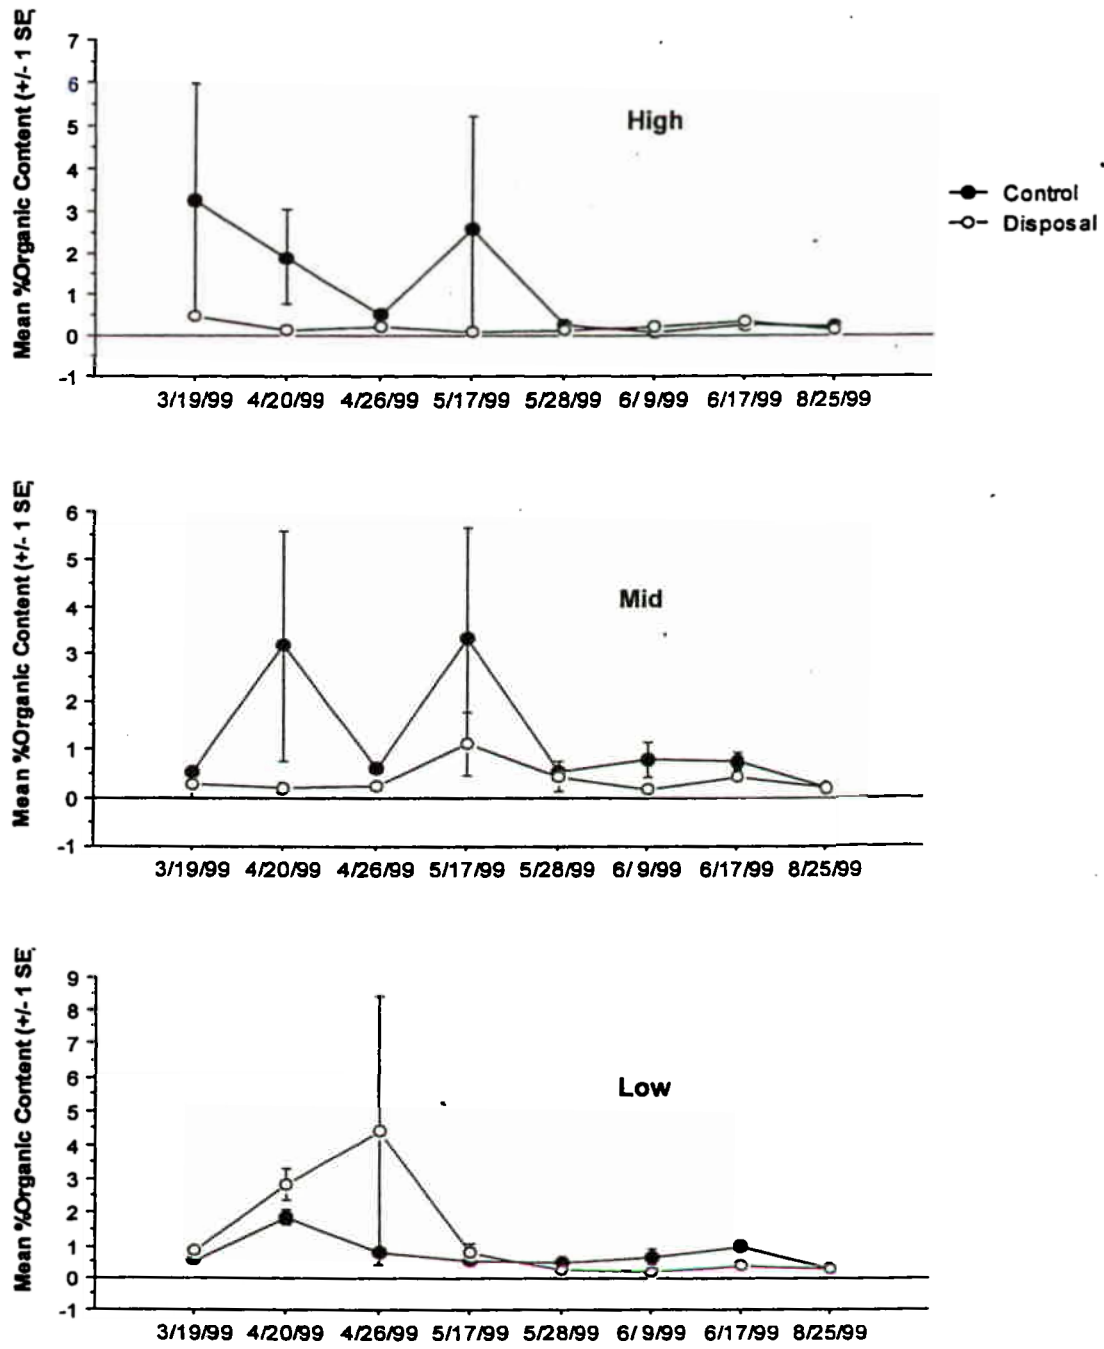 Mean %Organic Content (+/- 1 SE;
7
6
5
4
3
2
1
0
-1
High
Control
Disposal
3/19/99 4/20/99 4/26/99 5/17/99 5/28/99 6/ 9/99 6/17/99 8/25/99
Mean %Organic Content (+/- 1 SE;
6
5
4
3
2
1
0
-1
Mid
3/19/99 4/20/99 4/26/99 5/17/99 5/28/99 6/ 9/99 6/17/99 8/25/99
Mean %Organic Content (+/- 1 SE;
9
8
7
6
5
4
3
2
1
0
-1
Low
3/19/99 4/20/99 4/26/99 5/17/99 5/28/99 6/ 9/99 6/17/99 8/25/99